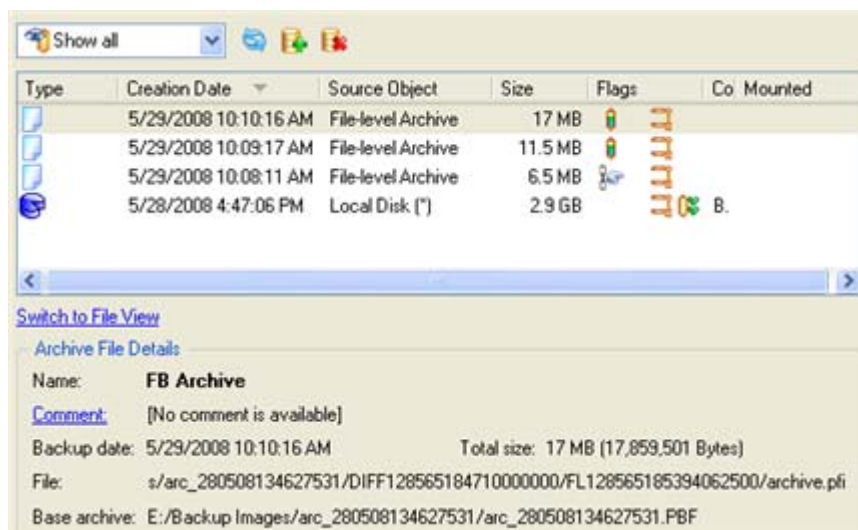 Show all
Type Creation Date Source Object Size Flags Co Mounted
5/29/2008 10:10:16 AM File-level Archive 17 MB
5/29/2008 10:09:17 AM File-level Archive 11.5 MB
5/29/2008 10:08:11 AM File-level Archive 6.5 MB
5/28/2008 4:47:06 PM Local Disk (*) 2.9 GB B.
Switch to File View
Archive File Details
Name: FB Archive
Comment: [No comment is available]
Backup date: 5/29/2008 10:10:16 AM Total size: 17 MB (17,859,501 Bytes)
File: s/arc_280508134627531/DIFF128565184710000000/FL128565185394062500/archive.pfi
Base archive: E:/Backup Images/arc_280508134627531/arc_280508134627531.PBF